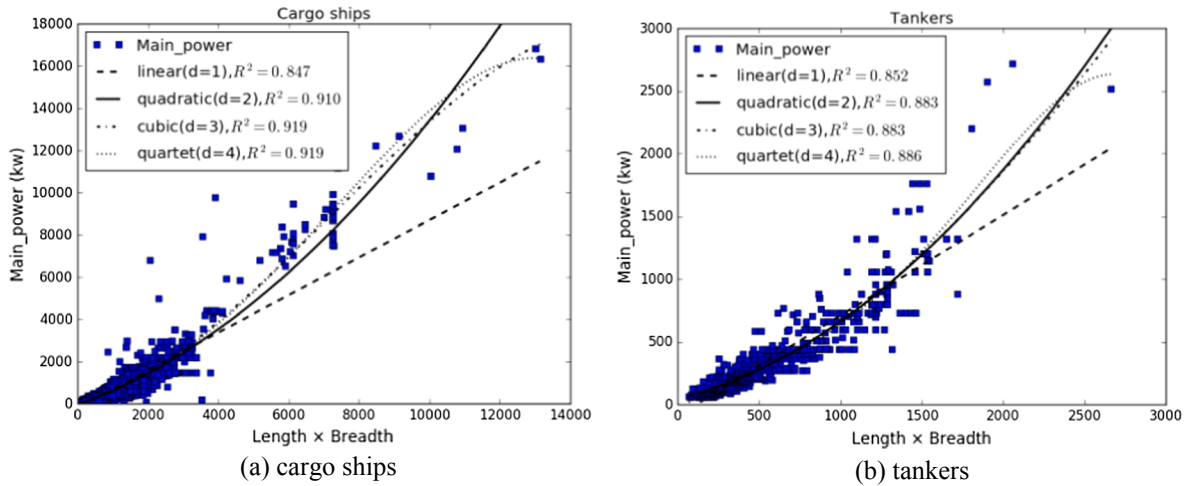 Cargo ships
18000
16000
14000
12000
10000
8000
6000
4000
2000
0
Main_power (kw)
Main_power
linear(d=1),R² = 0.847
quadratic(d=2),R² = 0.910
cubic(d=3),R² = 0.919
quartet(d=4),R² = 0.919
0 2000 4000 6000 8000 10000 12000 14000
Length × Breadth
(a) cargo ships
Tankers
3000
2500
2000
1500
1000
500
0
Main_power (kw)
Main_power
linear(d=1),R² = 0.852
quadratic(d=2),R² = 0.883
cubic(d=3),R² = 0.883
quartet(d=4),R² = 0.886
0 500 1000 1500 2000 2500 3000
Length × Breadth
(b) tankers